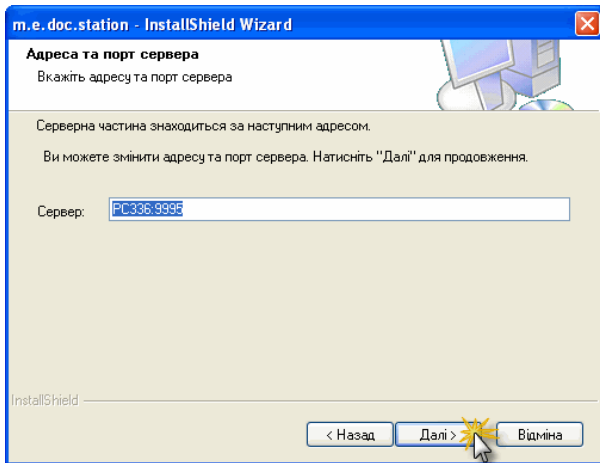 m.e.doc.station - InstallShield Wizard
Адреса та порт сервера
Вкажіть адресу та порт сервера
Серверна частина знаходиться за наступним адресом.
Ви можете змінити адресу та порт сервера. Натисніть "Далі" для продовження.
Сервер: PC336:9995
InstallShield
< Назад Далі > Відміна